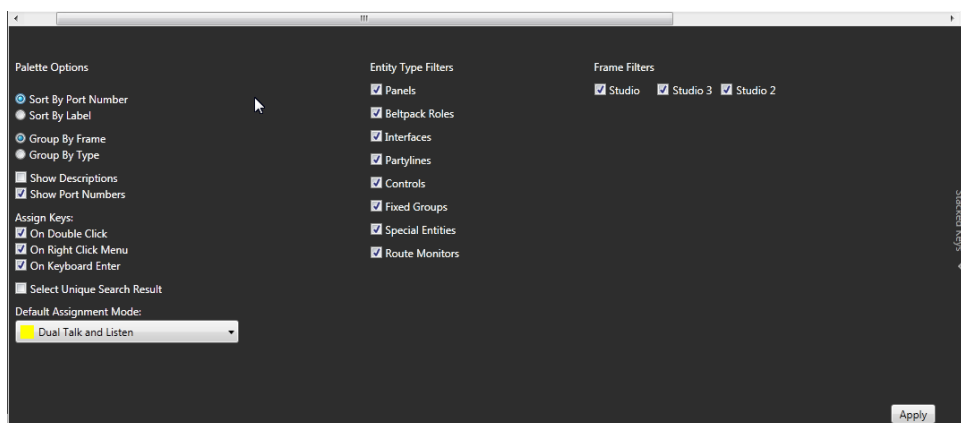 Palette Options
Sort By Port Number
Sort By Label
Group By Frame
Group By Type
Show Descriptions
Show Port Numbers
Assign Keys:
On Double Click
On Right Click Menu
On Keyboard Enter
Select Unique Search Result
Default Assignment Mode:
Dual Talk and Listen
Entity Type Filters
Panels
Beltpack Roles
Interfaces
Partylines
Controls
Fixed Groups
Special Entities
Route Monitors
Frame Filters
Studio Studio 3 Studio 2
Stacked Keys
Apply